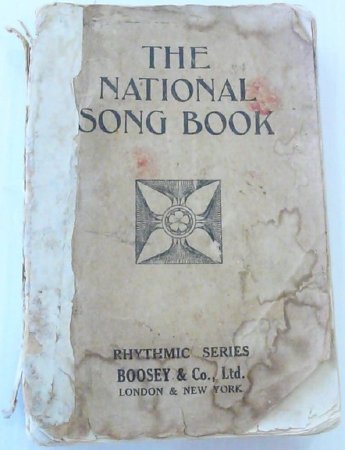 THE
NATIONAL
SONG BOOK
RHYTHMIC SERIES
BOOSEY & Co., Ltd.
LONDON & NEW YORK